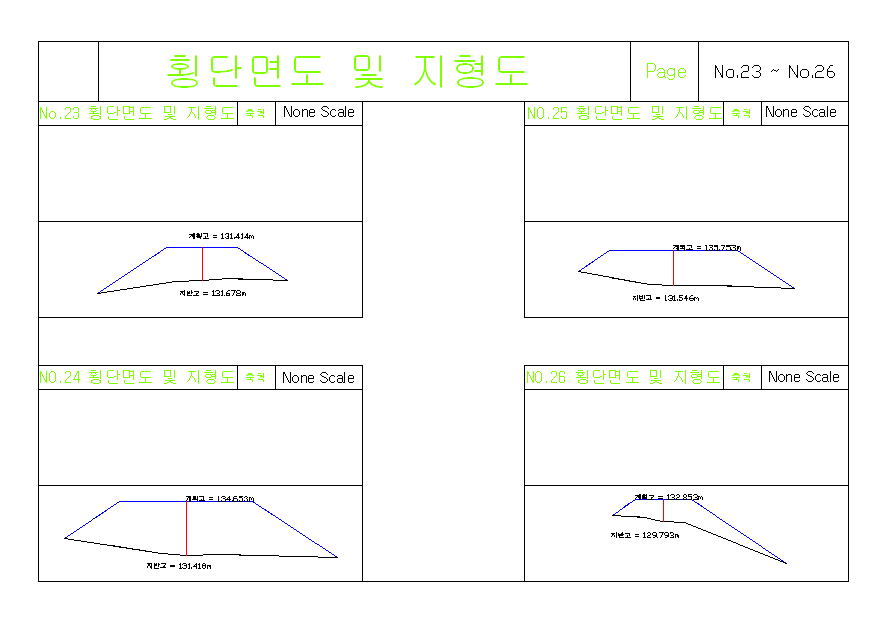 횡단면도 및 지형도
Page
No.23 ~ No.26
No.23 횡단면도 및 지형도 축척 None Scale
계획고 = 131.414m
지반고 = 131.678m
NO.25 횡단면도 및 지형도 축척 None Scale
계획고 = 135.753m
지반고 = 131.546m
NO.24 횡단면도 및 지형도 축척 None Scale
계획고 = 134.653m
지반고 = 131.418m
NO.26 횡단면도 및 지형도 축척 None Scale
계획고 = 132.853m
지반고 = 129.793m